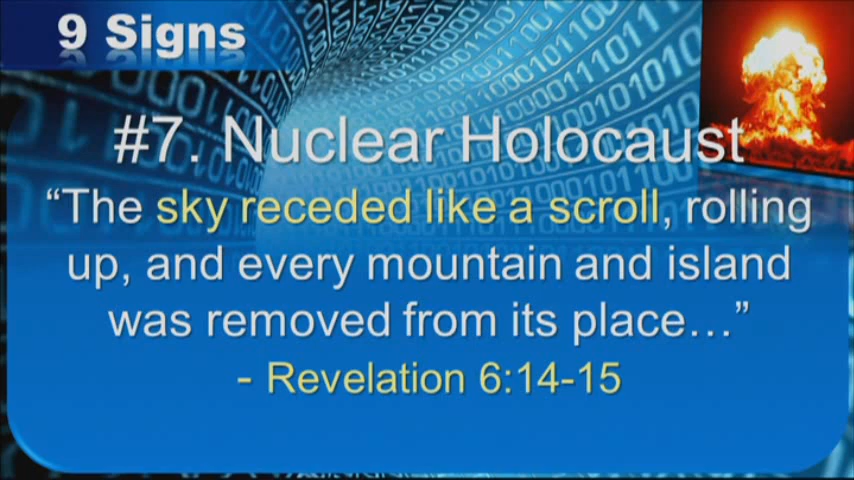 9 Signs
#7. Nuclear Holocaust
“The sky receded like a scroll, rolling
up, and every mountain and island
was removed from its place…”
- Revelation 6:14-15